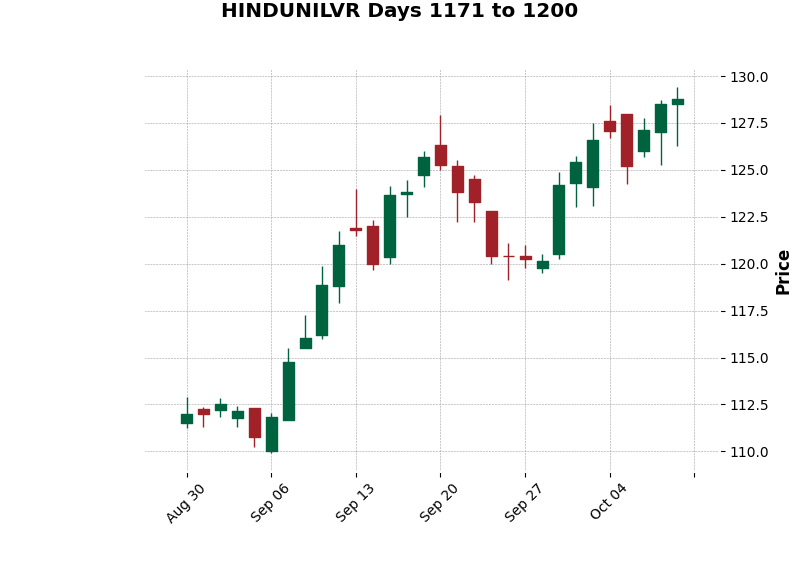 HINDUNILVR Days 1171 to 1200
130.0
127.5
125.0
122.5
120.0
117.5
115.0
112.5
110.0
Price
Aug 30
Sep 06
Sep 13
Sep 20
Sep 27
Oct 04